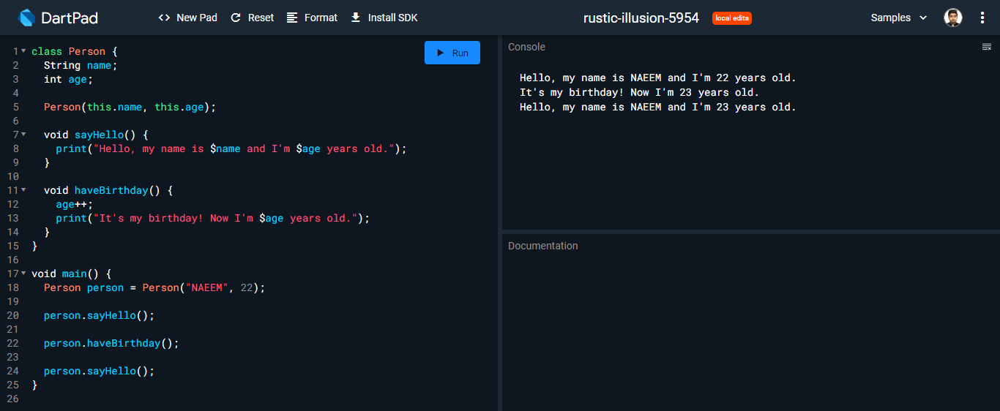 DartPad
<> New Pad
Reset
Format
Install SDK
rustic-illusion-5954
local edits
Samples
Run
1 class Person {
2   String name;
3   int age;
4
5   Person(this.name, this.age);
6
7   void sayHello() {
8     print("Hello, my name is $name and I'm $age years old.");
9   }
10
11   void haveBirthday() {
12     age++;
13     print("It's my birthday! Now I'm $age years old.");
14   }
15 }
16
17 void main() {
18   Person person = Person("NAEEM", 22);
19
20   person.sayHello();
21
22   person.haveBirthday();
23
24   person.sayHello();
25 }
26
Console
Hello, my name is NAEEM and I'm 22 years old.
It's my birthday! Now I'm 23 years old.
Hello, my name is NAEEM and I'm 23 years old.
Documentation